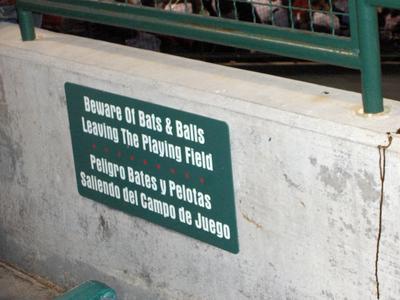 Beware Of Bats & Balls
Leaving The Playing Field
Peligro Bates y Pelotas
Saliendo del Campo de Juego